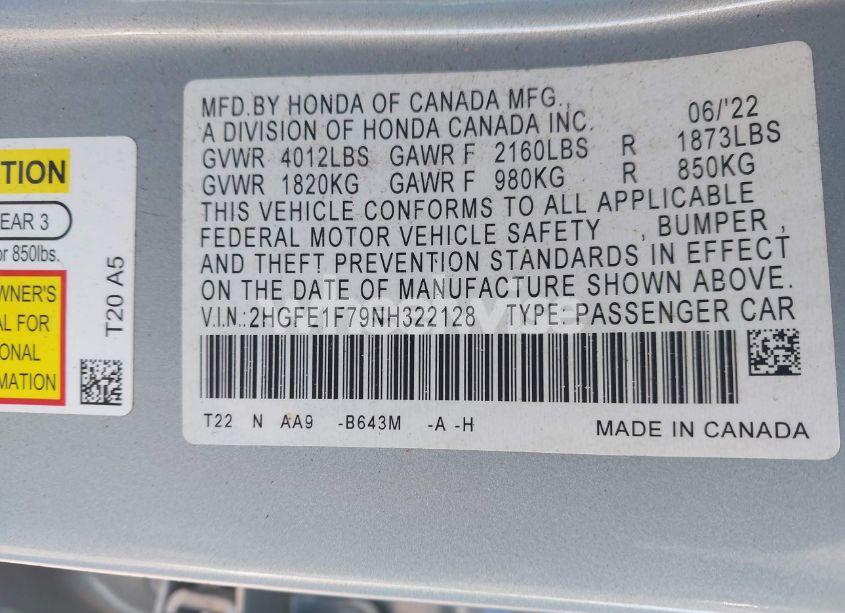 MFD.BY HONDA OF CANADA MFG., 06/'22
A DIVISION OF HONDA CANADA INC.
GVWR 4012LBS GAWR F 2160LBS R 1873LBS
GVWR 1820KG GAWR F 980KG R 850KG
THIS VEHICLE CONFORMS TO ALL APPLICABLE
FEDERAL MOTOR VEHICLE SAFETY , BUMPER ,
AND THEFT PREVENTION STANDARDS IN EFFECT
ON THE DATE OF MANUFACTURE SHOWN ABOVE.
V.I.N.:2HGFE1F79NH322128 TYPE: PASSENGER CAR
T22 N AA9 -B643M -A -H
MADE IN CANADA
TION
EAR 3
or 850lbs.
WNER'S
AL FOR
ONAL
MATION
T20 A5